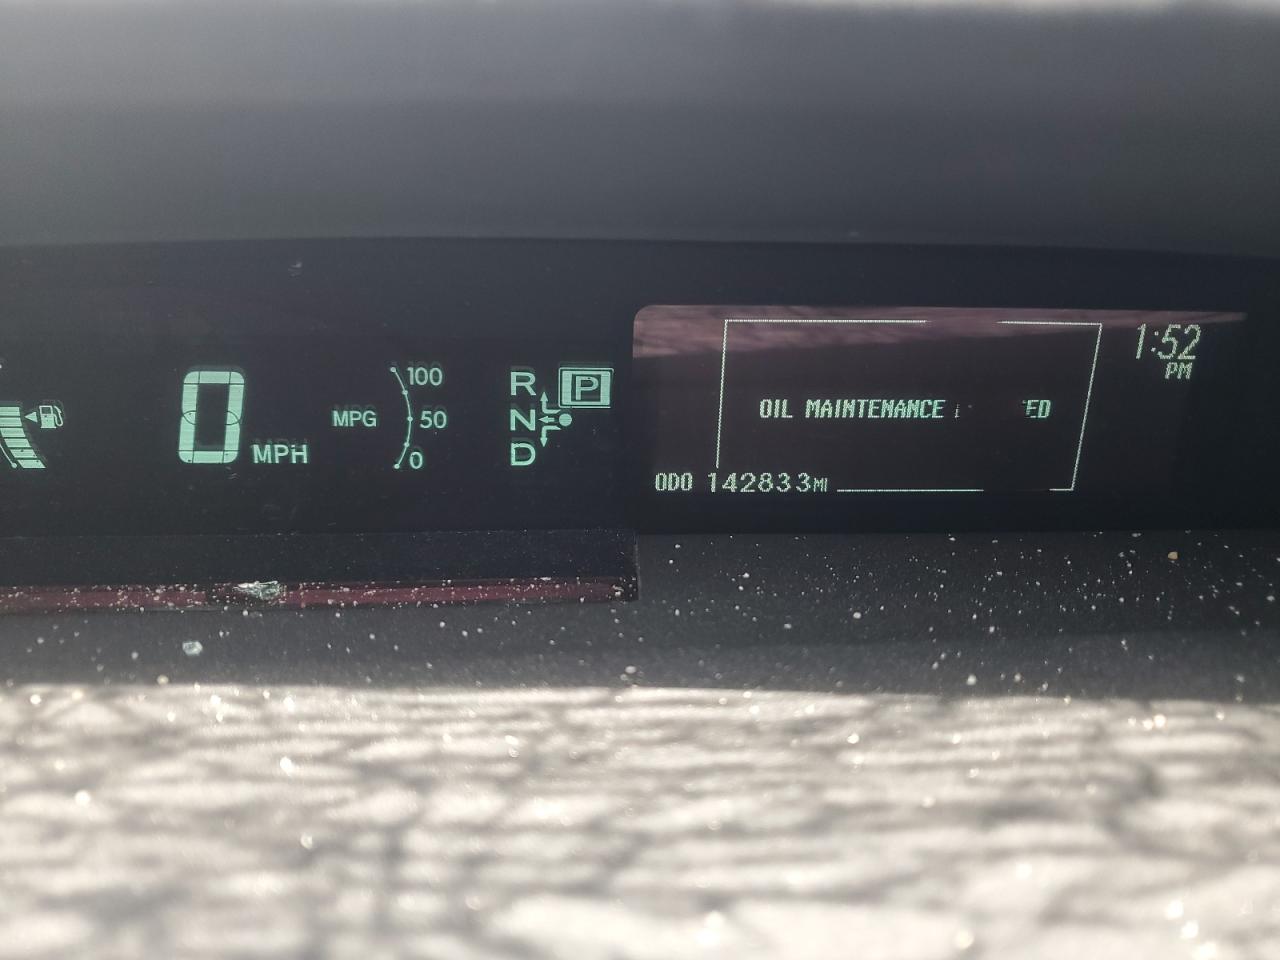 0 MPH
MPG
100
50
0
R
N
D
P
OIL MAINTENANCE
1:52
PM
ODO 142833MI